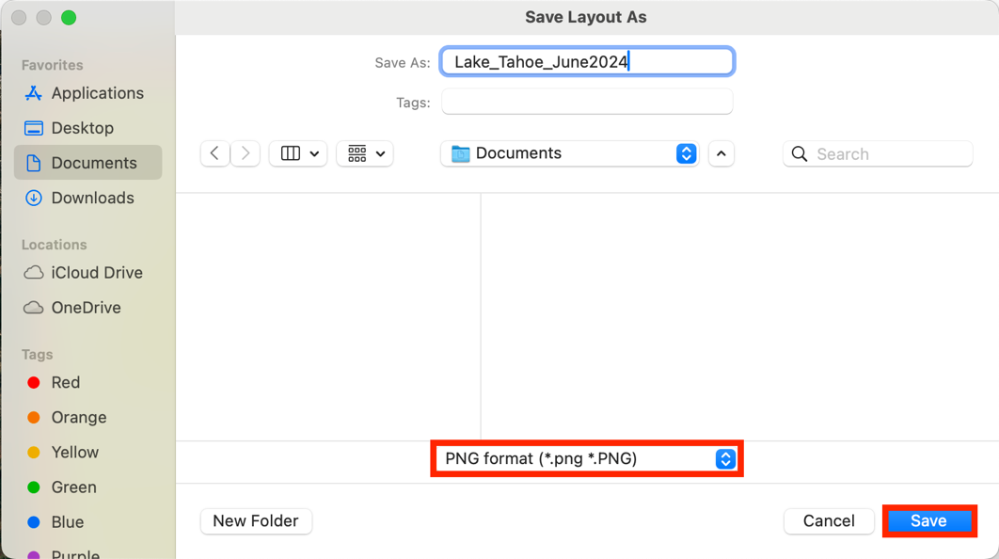 Save Layout As
Save As: Lake_Tahoe_June2024
Tags:
Documents
Search
Favorites
Applications
Desktop
Documents
Downloads
Locations
iCloud Drive
OneDrive
Tags
Red
Orange
Yellow
Green
Blue
Purple
PNG format (*.png *.PNG)
New Folder
Cancel
Save